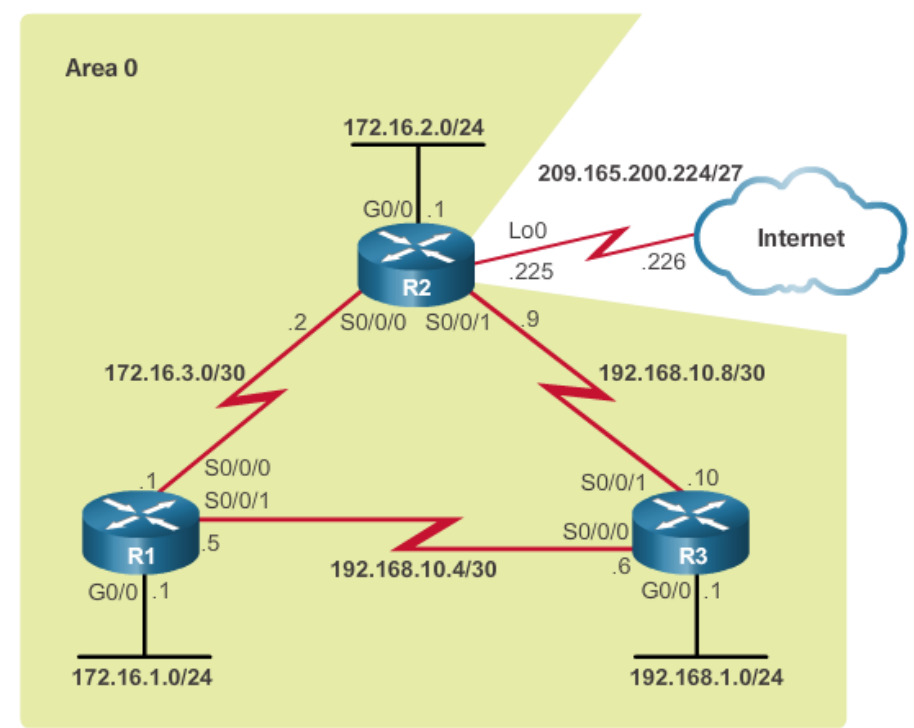 Area 0
172.16.2.0/24
209.165.200.224/27
G0/0 .1
Lo0
Internet
.225
.226
R2
.2 S0/0/0 S0/0/1 .9
172.16.3.0/30
192.168.10.8/30
.1 S0/0/0
S0/0/1
S0/0/1 .10
.5
S0/0/0
R1
R3
192.168.10.4/30
.6
G0/0 .1
G0/0 .1
172.16.1.0/24
192.168.1.0/24